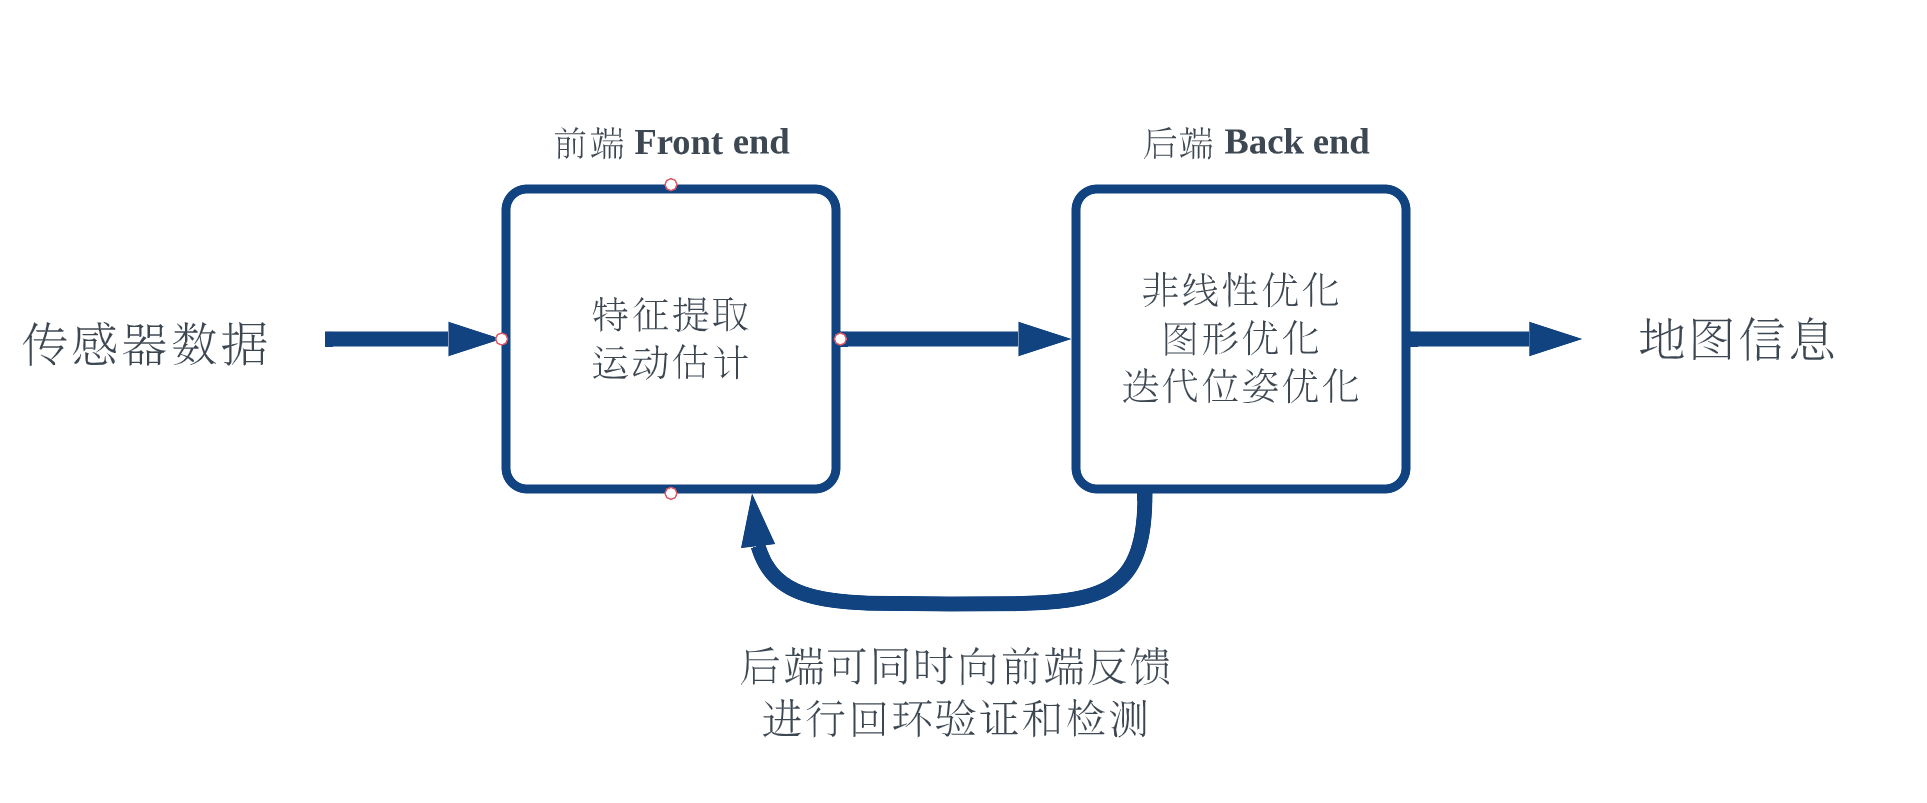 前端 Front end
后端 Back end
传感器数据
特征提取
运动估计
非线性优化
图形优化
迭代位姿优化
地图信息
后端可同时向前端反馈
进行回环验证和检测